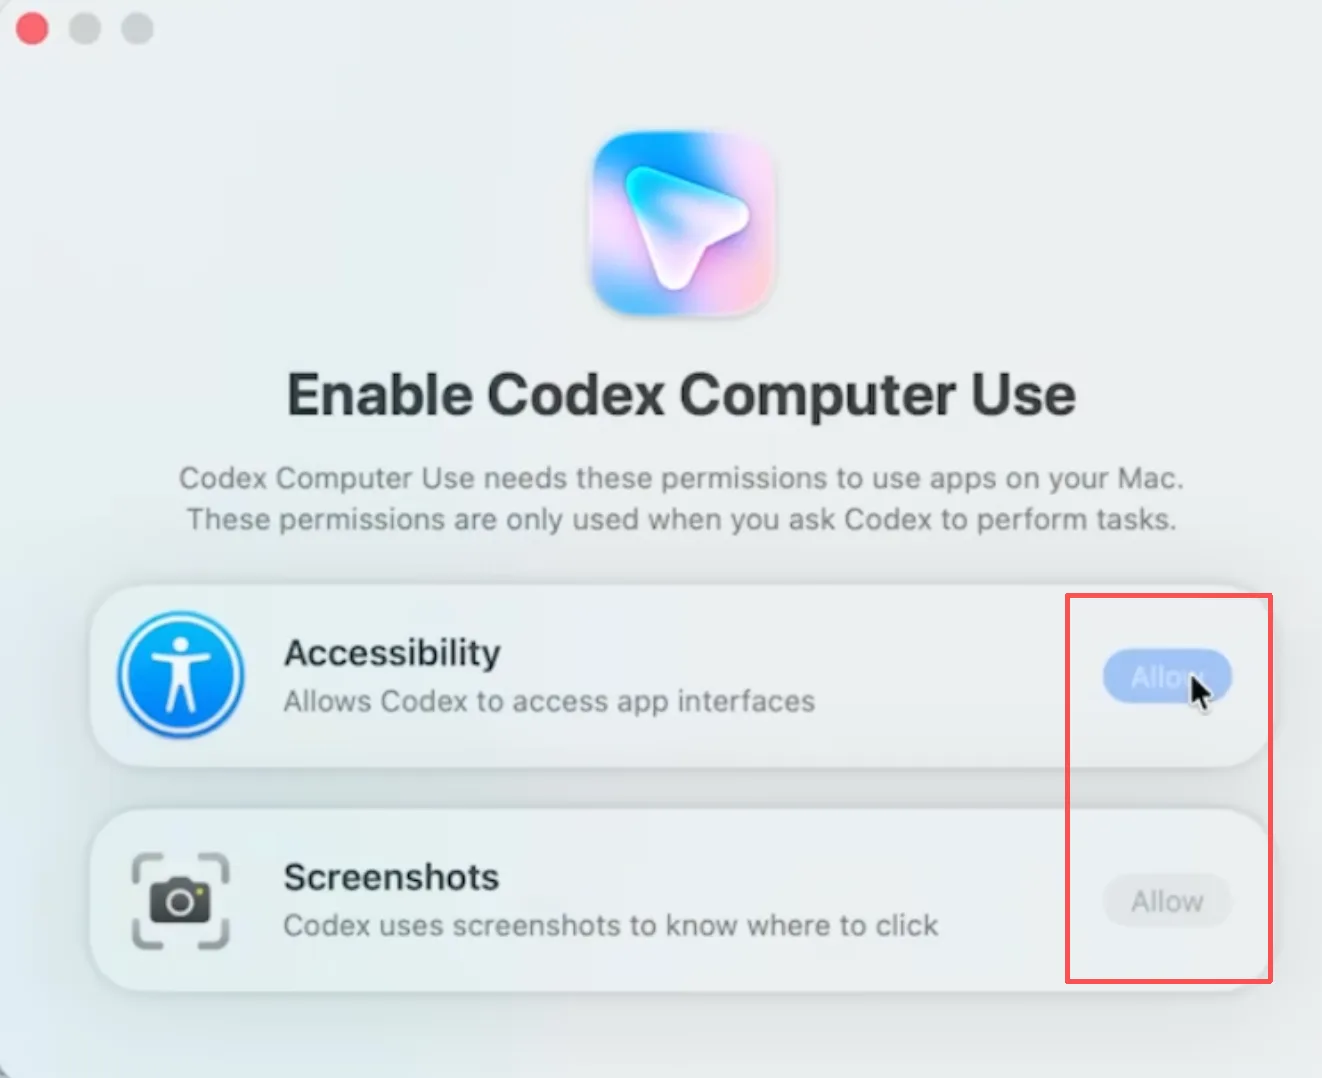 Enable Codex Computer Use
Codex Computer Use needs these permissions to use apps on your Mac.
These permissions are only used when you ask Codex to perform tasks.
Accessibility
Allows Codex to access app interfaces
Allow
Screenshots
Codex uses screenshots to know where to click
Allow